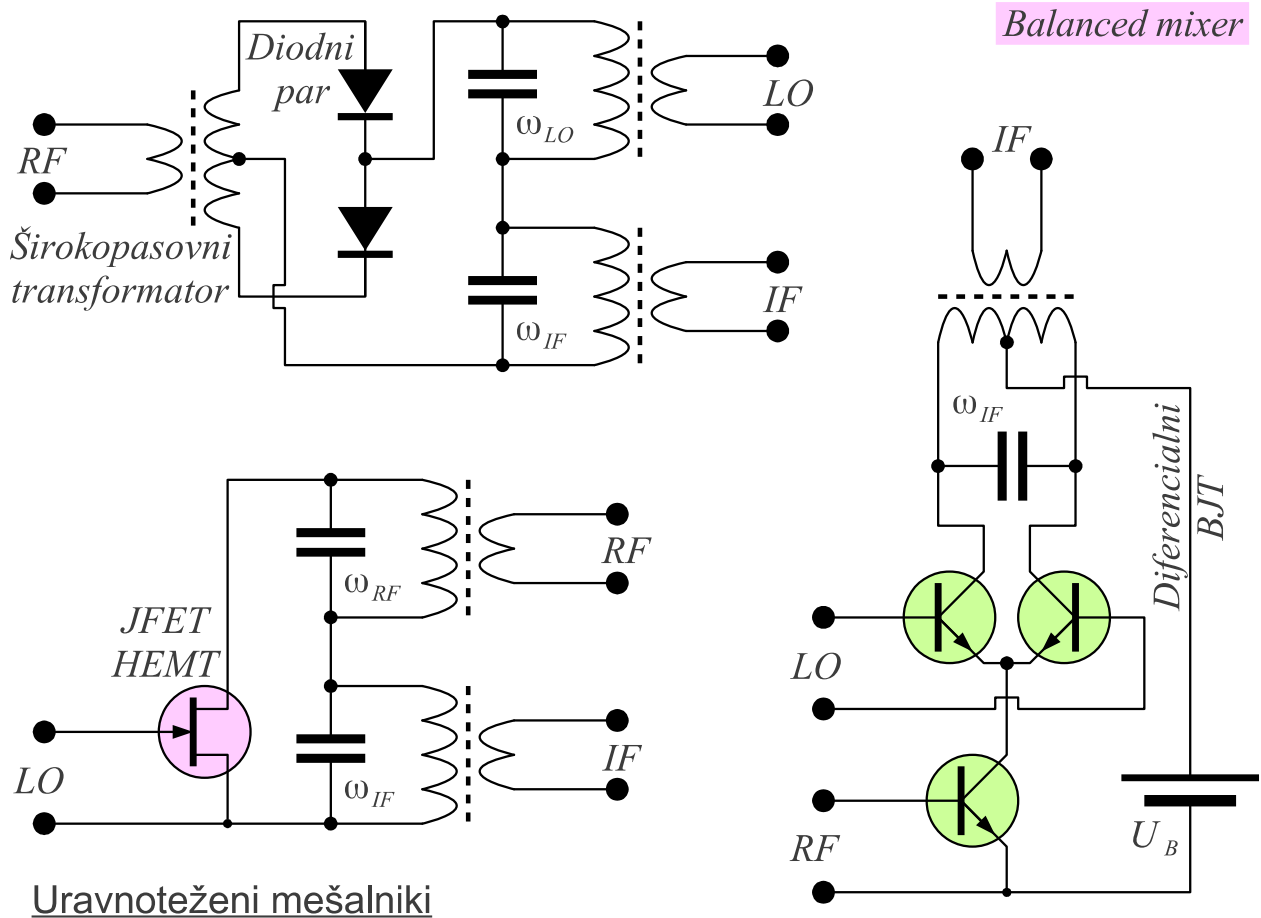 Balanced mixer
Diodni
par
RF
LO
ω_LO
Širokopasovni
transformator
ω_IF
IF
JFET
HEMT
LO
ω_RF
RF
ω_IF
IF
IF
ω_IF
Diferencialni
BJT
LO
RF
U_B
Uravnoteženi mešalniki